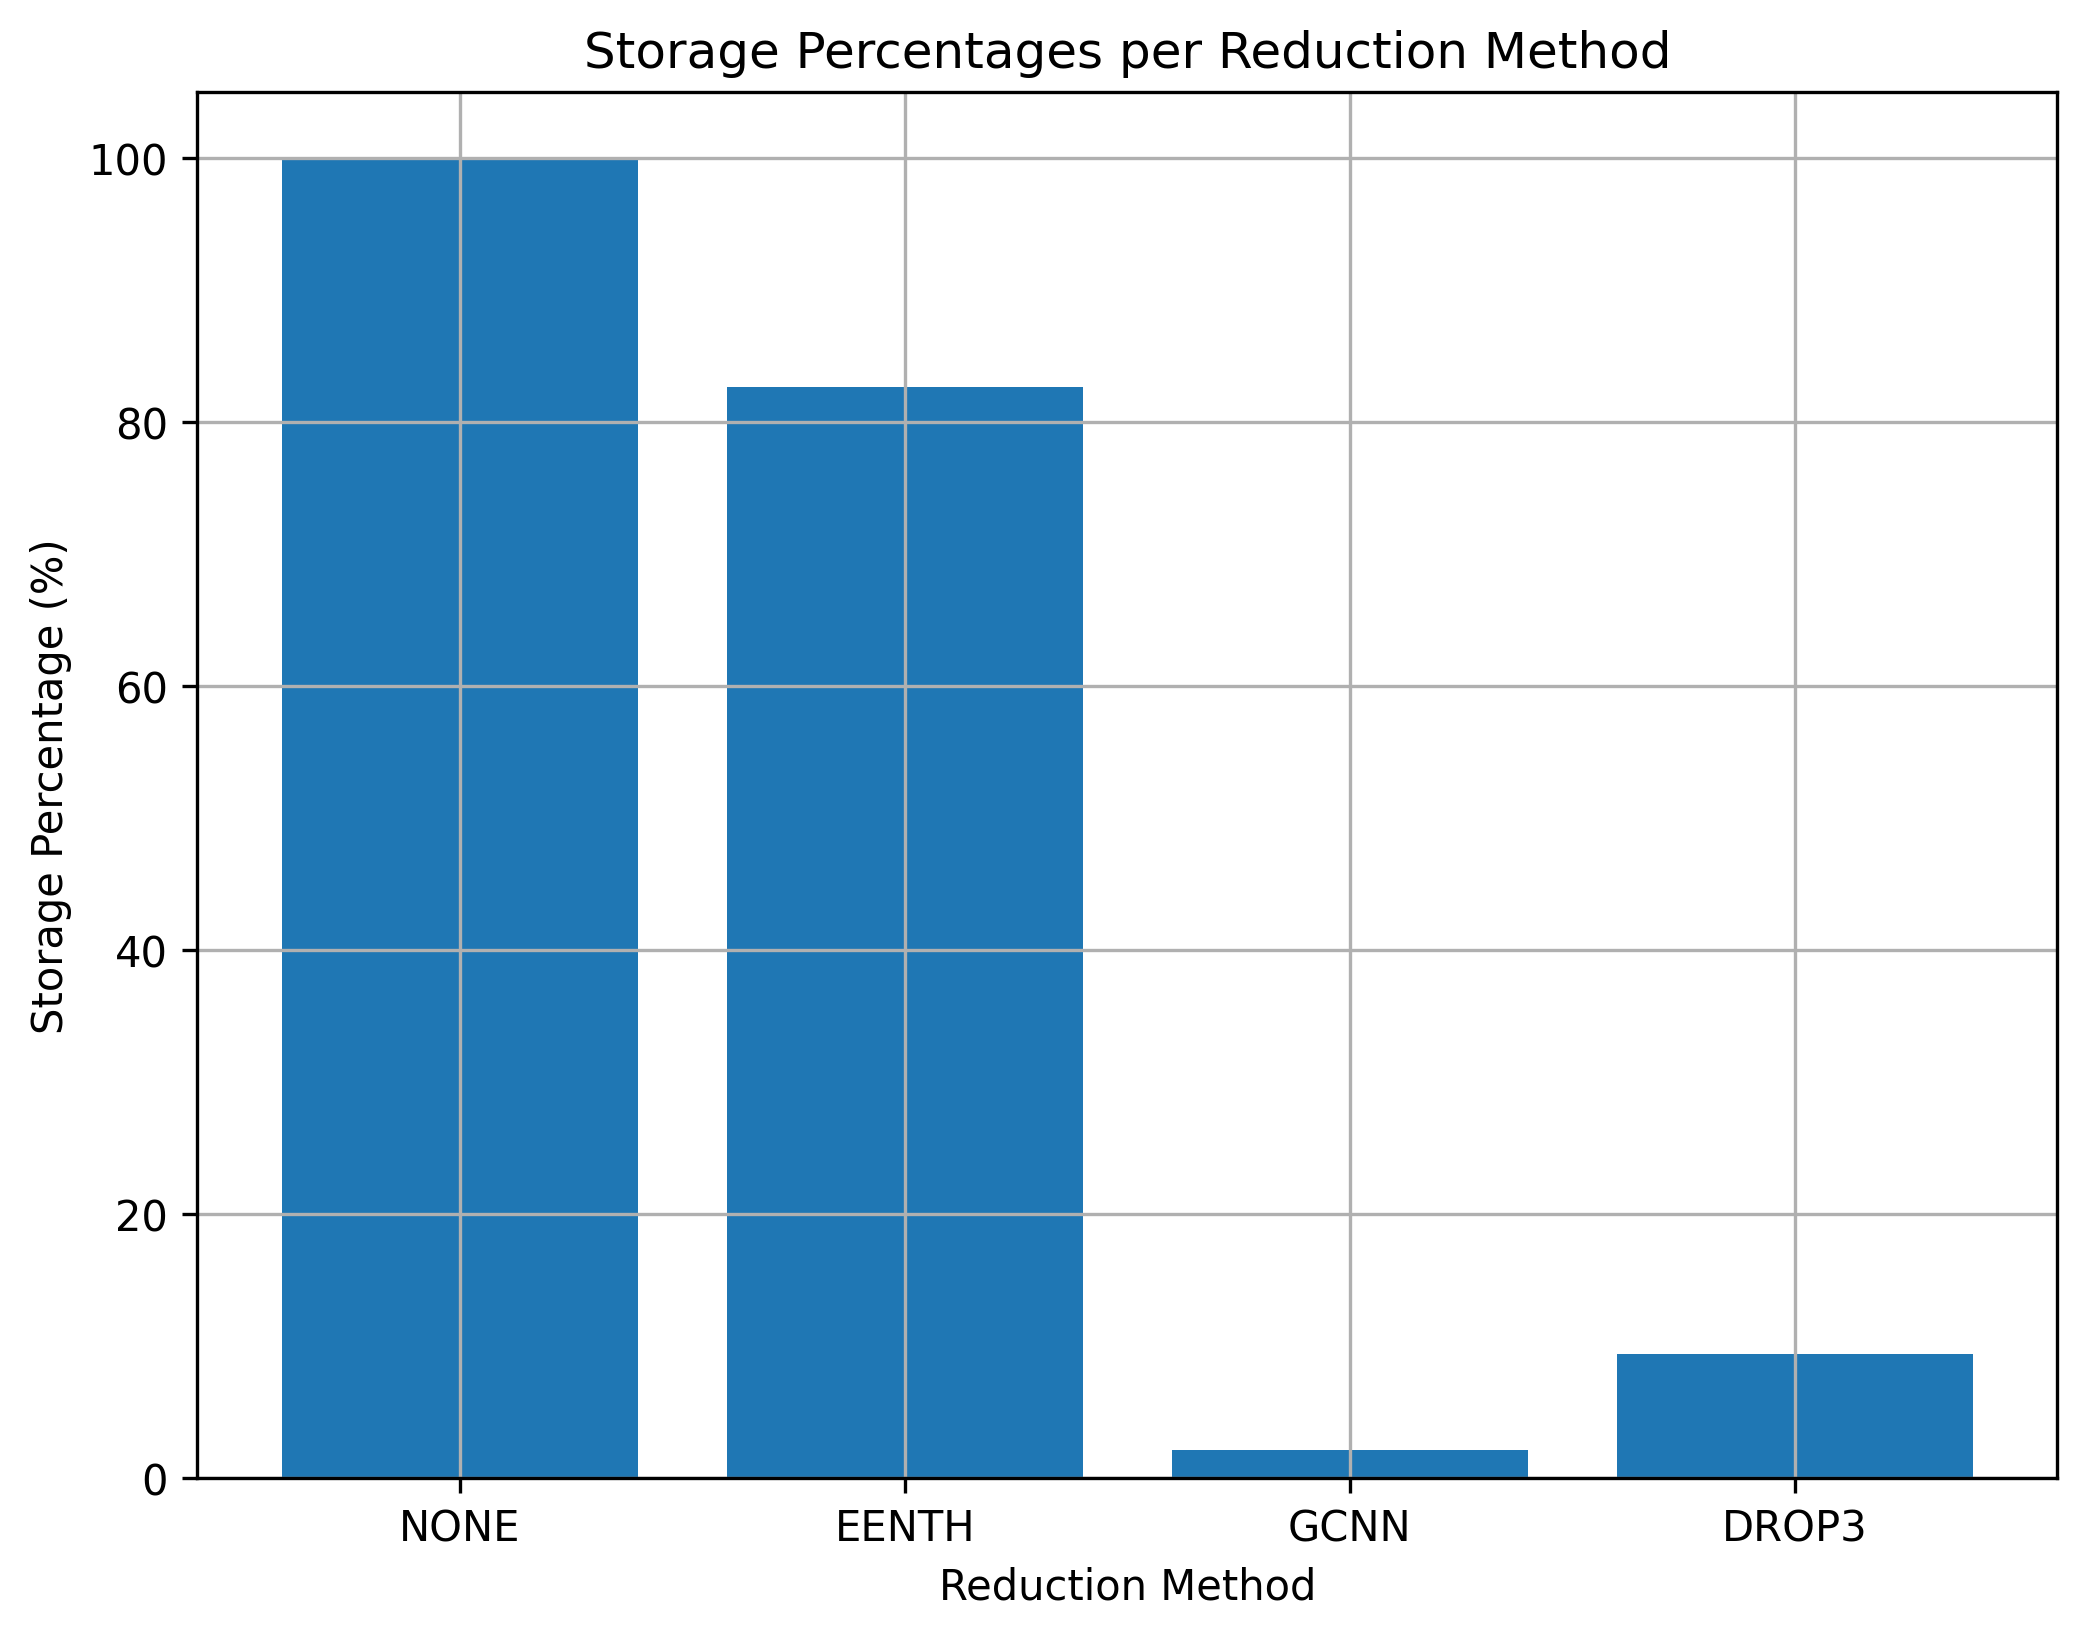 Storage Percentages per Reduction Method
Storage Percentage (%)
100
80
60
40
20
0
NONE EENTH GCNN DROP3
Reduction Method